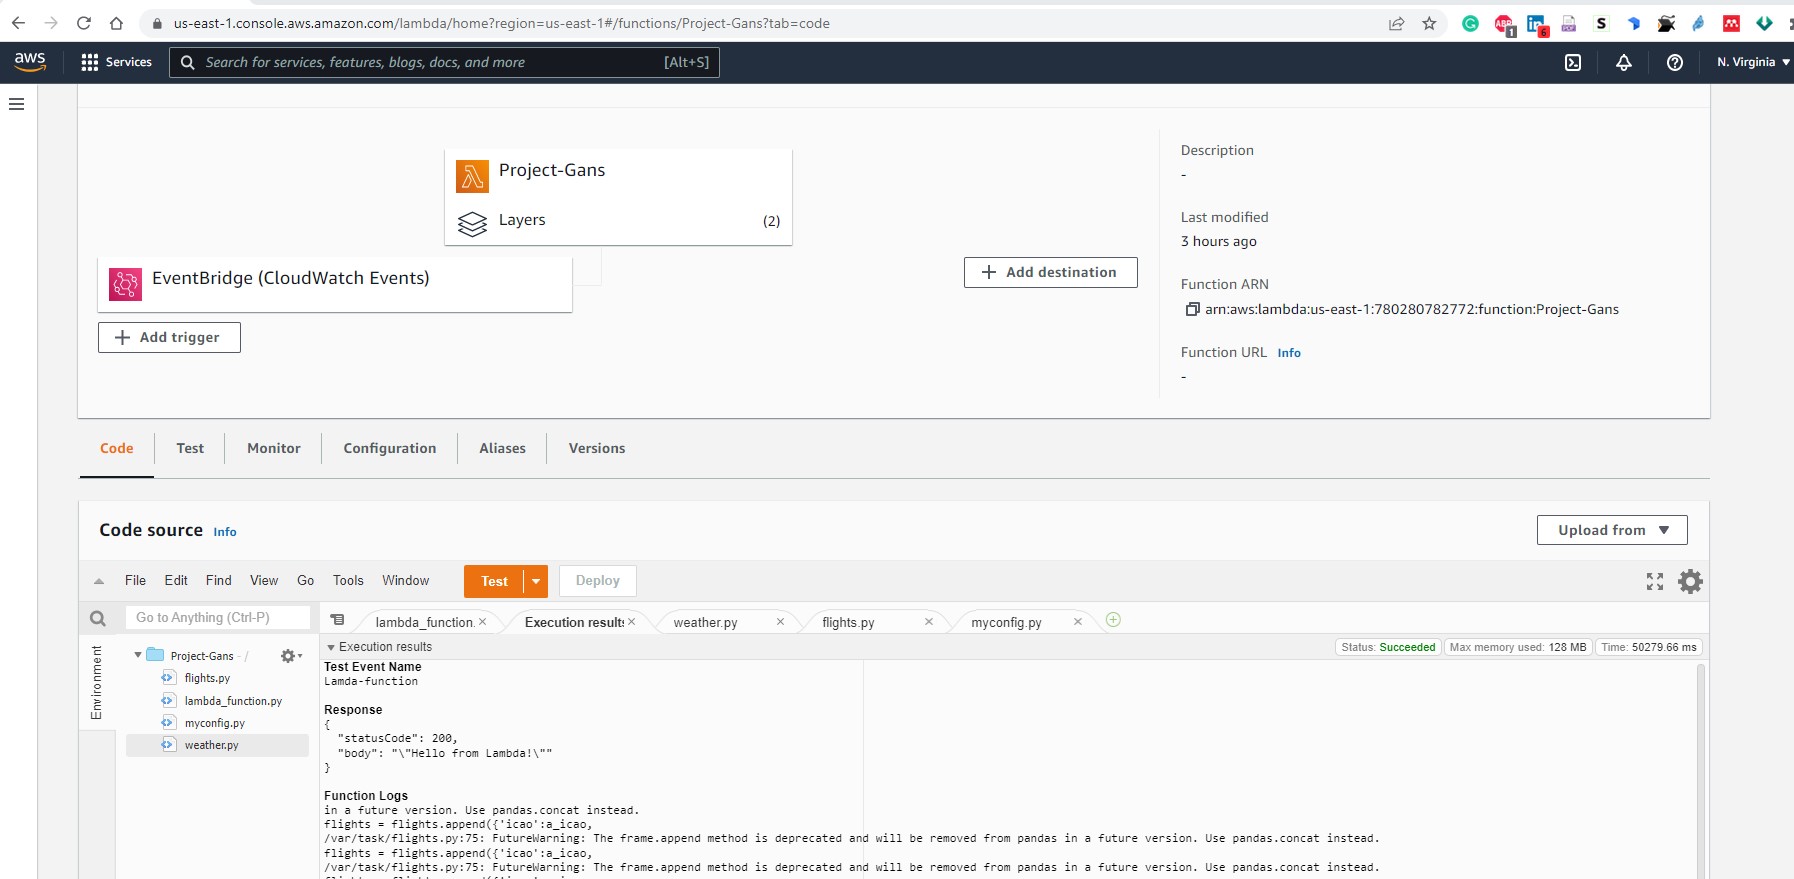 us-east-1.console.aws.amazon.com/lambda/home?region=us-east-1#/functions/Project-Gans?tab=code
ABP 1 in 6 PDF S
aws Services Search for services, features, blogs, docs, and more [Alt+S] N. Virginia
Project-Gans
Layers (2)
EventBridge (CloudWatch Events)
Add trigger
Add destination
Description
-
Last modified
3 hours ago
Function ARN
arn:aws:lambda:us-east-1:780280782772:function:Project-Gans
Function URL Info
-
Code Test Monitor Configuration Aliases Versions
Code source Info
Upload from
File Edit Find View Go Tools Window Test Deploy
Go to Anything (Ctrl-P)
lambda_function. Execution results weather.py flights.py myconfig.py
Environment
Project-Gans - /
flights.py
lambda_function.py
myconfig.py
weather.py
Execution results Status: Succeeded Max memory used: 128 MB Time: 50279.66 ms
Test Event Name
Lamda-function
Response
{
"statusCode": 200,
"body": "\"Hello from Lambda!\""
}
Function Logs
in a future version. Use pandas.concat instead.
flights = flights.append({'icao':a_icao,
/var/task/flights.py:75: FutureWarning: The frame.append method is deprecated and will be removed from pandas in a future version. Use pandas.concat instead.
flights = flights.append({'icao':a_icao,
/var/task/flights.py:75: FutureWarning: The frame.append method is deprecated and will be removed from pandas in a future version. Use pandas.concat instead.